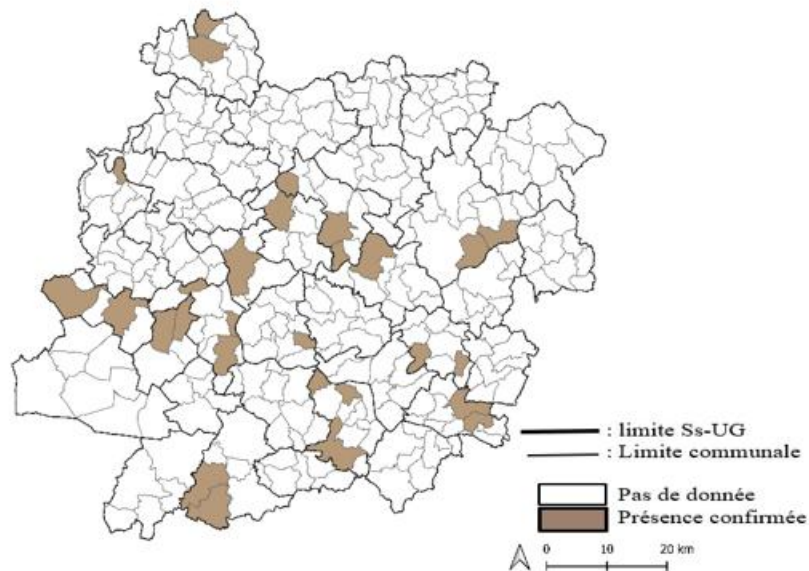 : limite Ss-UG
: Limite communale
Pas de donnée
Présence confirmée
0 10 20 km